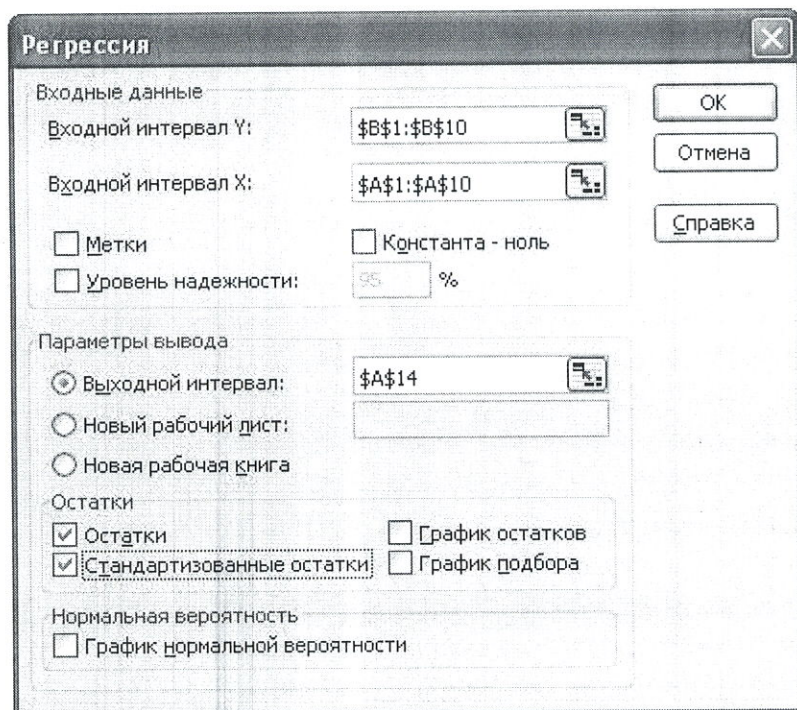 Регрессия
Входные данные
Входной интервал Y: $B$1:$B$10
Входной интервал X: $A$1:$A$10
Метки Константа - ноль
Уровень надежности: 95 %
OK
Отмена
Справка
Параметры вывода
Выходной интервал: $A$14
Новый рабочий лист:
Новая рабочая книга
Остатки
Остатки График остатков
Стандартизованные остатки График подбора
Нормальная вероятность
График нормальной вероятности